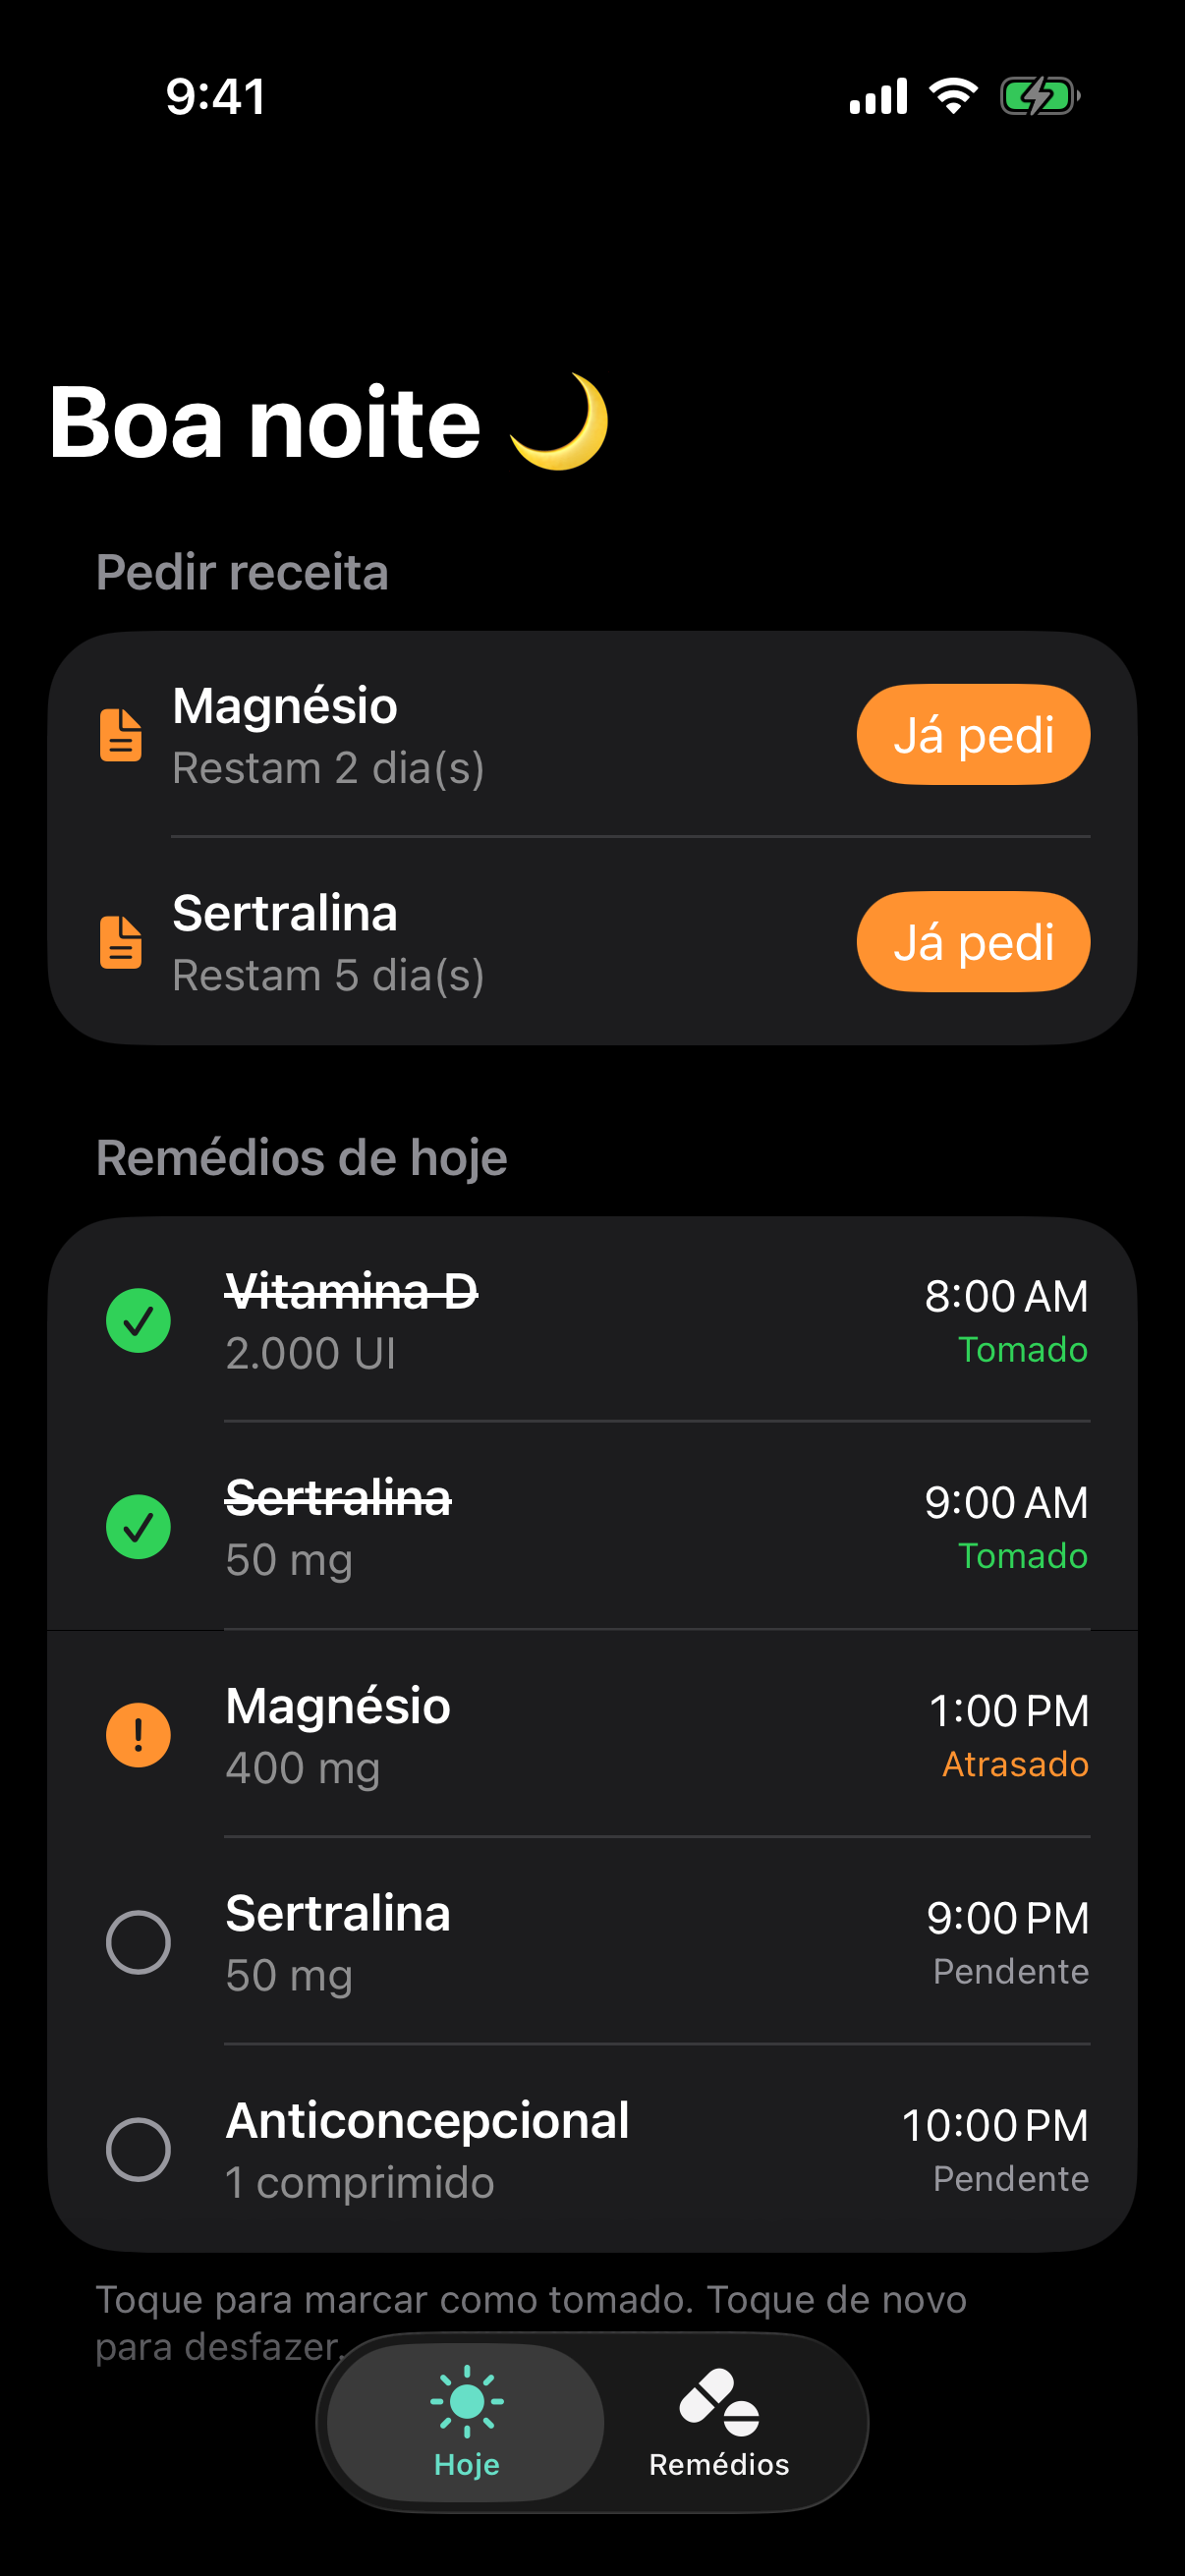 9:41
Boa noite 🌙
Pedir receita
Magnésio
Restam 2 dia(s)
Já pedi
Sertralina
Restam 5 dia(s)
Já pedi
Remédios de hoje
Vitamina D
2.000 UI
8:00 AM
Tomado
Sertralina
50 mg
9:00 AM
Tomado
Magnésio
400 mg
1:00 PM
Atrasado
Sertralina
50 mg
9:00 PM
Pendente
Anticoncepcional
1 comprimido
10:00 PM
Pendente
Toque para marcar como tomado. Toque de novo
para desfazer.
Hoje
Remédios